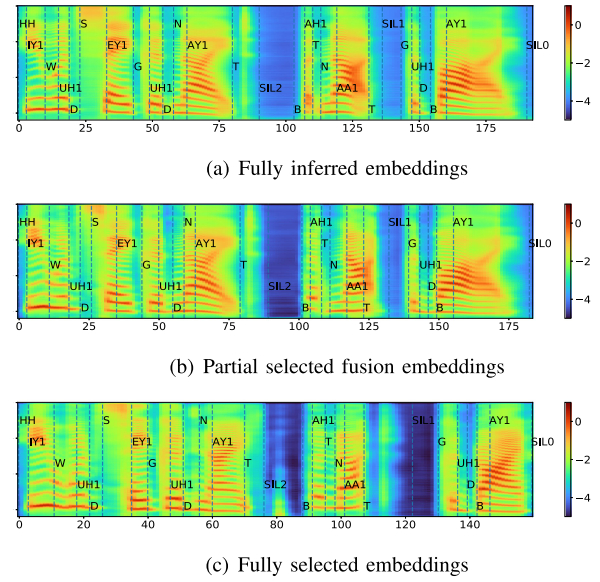 HH S N AH1 SIL1 AY1
IY1 EY1 AY1 T G SIL0
W G T N UH1
UH1 UH1 SIL2 AA1 D
D D B T B
0 25 50 75 100 125 150 175
0 −2 −4
(a) Fully inferred embeddings
HH S N AH1 SIL1 AY1
IY1 EY1 AY1 T G SIL0
W G T N UH1
UH1 UH1 SIL2 AA1 D
D D B T B
0 25 50 75 100 125 150 175
0 −2 −4
(b) Partial selected fusion embeddings
HH S N AH1 SIL1 AY1
IY1 EY1 AY1 T G SIL0
W G T N UH1
UH1 UH1 SIL2 AA1 D
D D B T B
0 20 40 60 80 100 120 140
0 −2 −4
(c) Fully selected embeddings